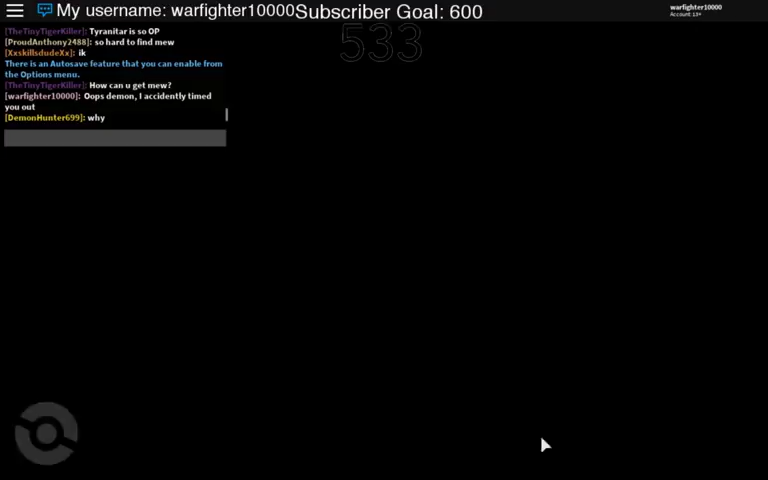 My username: warfighter10000
Subscriber Goal: 600
533
warfighter10000
Account: 13+
[TheTinyTigerKiller]: Tyranitar is so OP
[ProudAnthony2488]: so hard to find mew
[XxskillsdudeXx]: ik
There is an Autosave feature that you can enable from
the Options menu.
[TheTinyTigerKiller]: How can u get mew?
[warfighter10000]: Oops demon, I accidently timed
you out
[DemonHunter699]: why